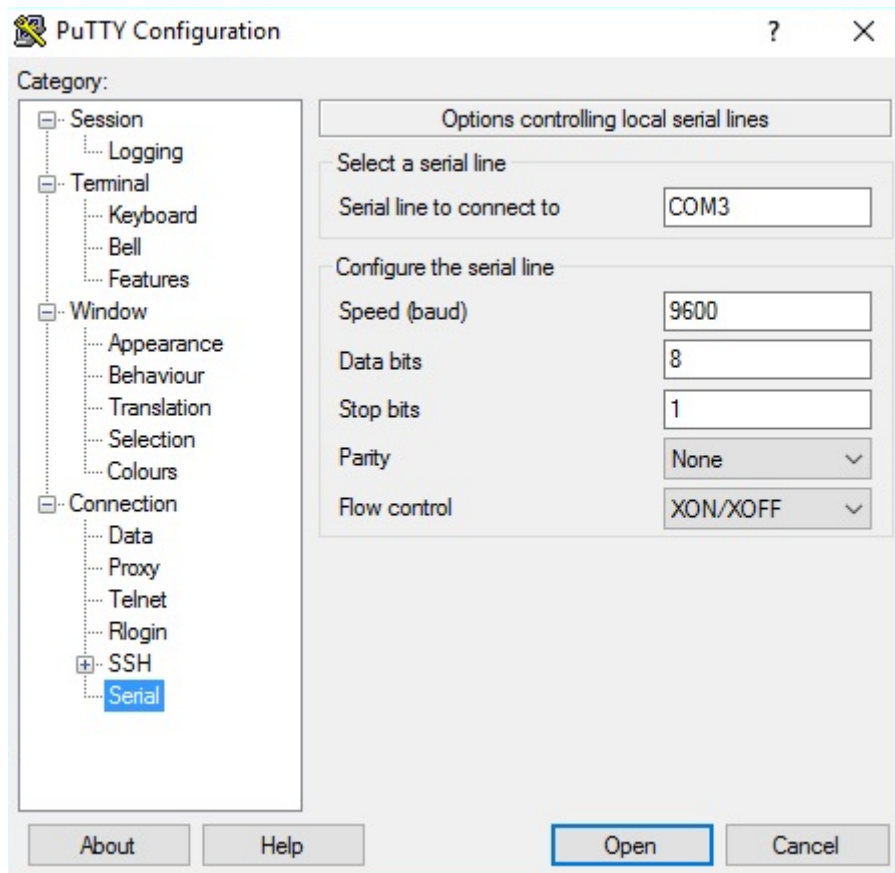 PuTTY Configuration
Category:
Session
Logging
Terminal
Keyboard
Bell
Features
Window
Appearance
Behaviour
Translation
Selection
Colours
Connection
Data
Proxy
Telnet
Rlogin
SSH
Serial
Options controlling local serial lines
Select a serial line
Serial line to connect to COM3
Configure the serial line
Speed (baud) 9600
Data bits 8
Stop bits 1
Parity None
Flow control XON/XOFF
About Help Open Cancel